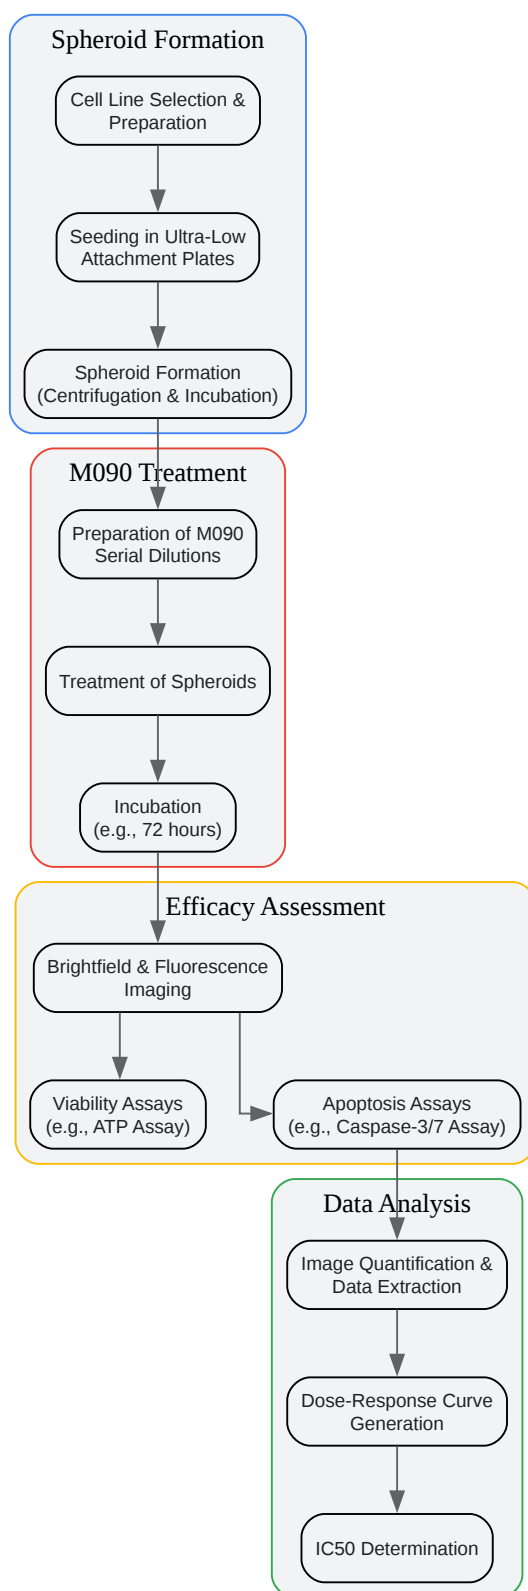 Spheroid Formation
Cell Line Selection &
Preparation
Seeding in Ultra-Low
Attachment Plates
Spheroid Formation
(Centrifugation & Incubation)
M090 Treatment
Preparation of M090
Serial Dilutions
Treatment of Spheroids
Incubation
(e.g., 72 hours)
Efficacy Assessment
Brightfield & Fluorescence
Imaging
Viability Assays
(e.g., ATP Assay)
Apoptosis Assays
(e.g., Caspase-3/7 Assay)
Data Analysis
Image Quantification &
Data Extraction
Dose-Response Curve
Generation
IC50 Determination